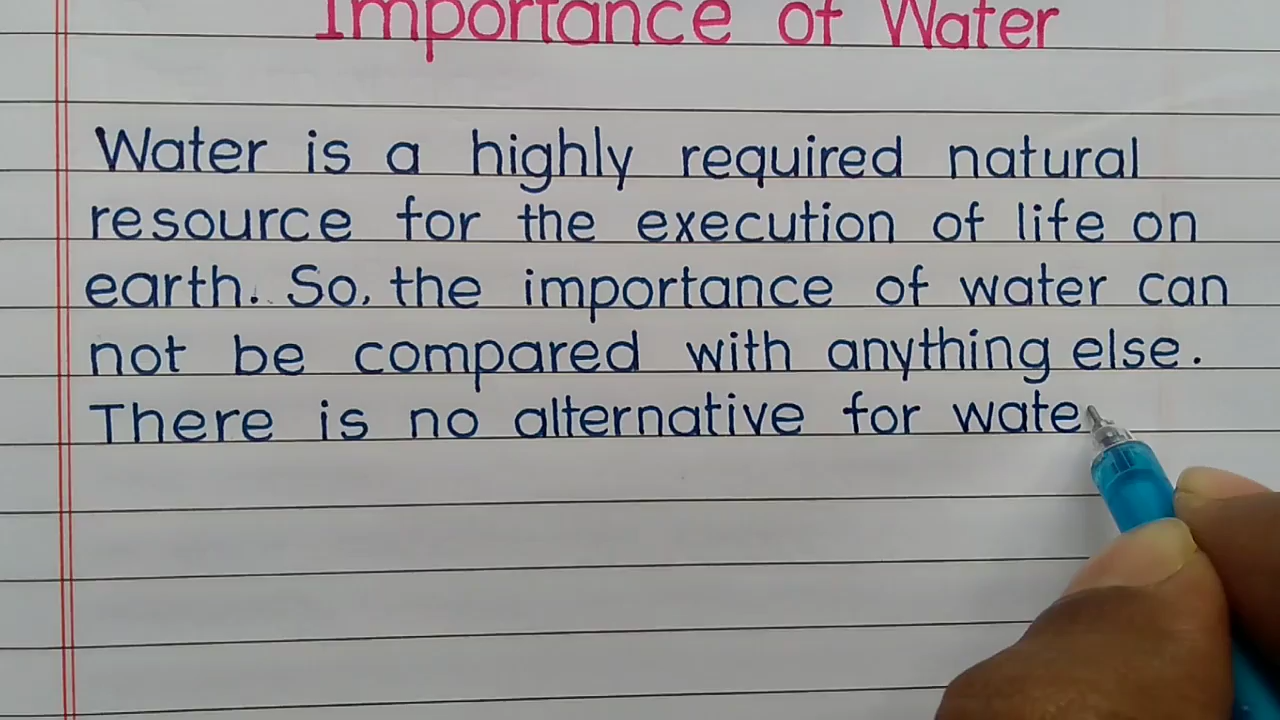 Importance of Water
Water is a highly required natural
resource for the execution of life on
earth. So, the importance of water can
not be compared with anything else.
There is no alternative for wate